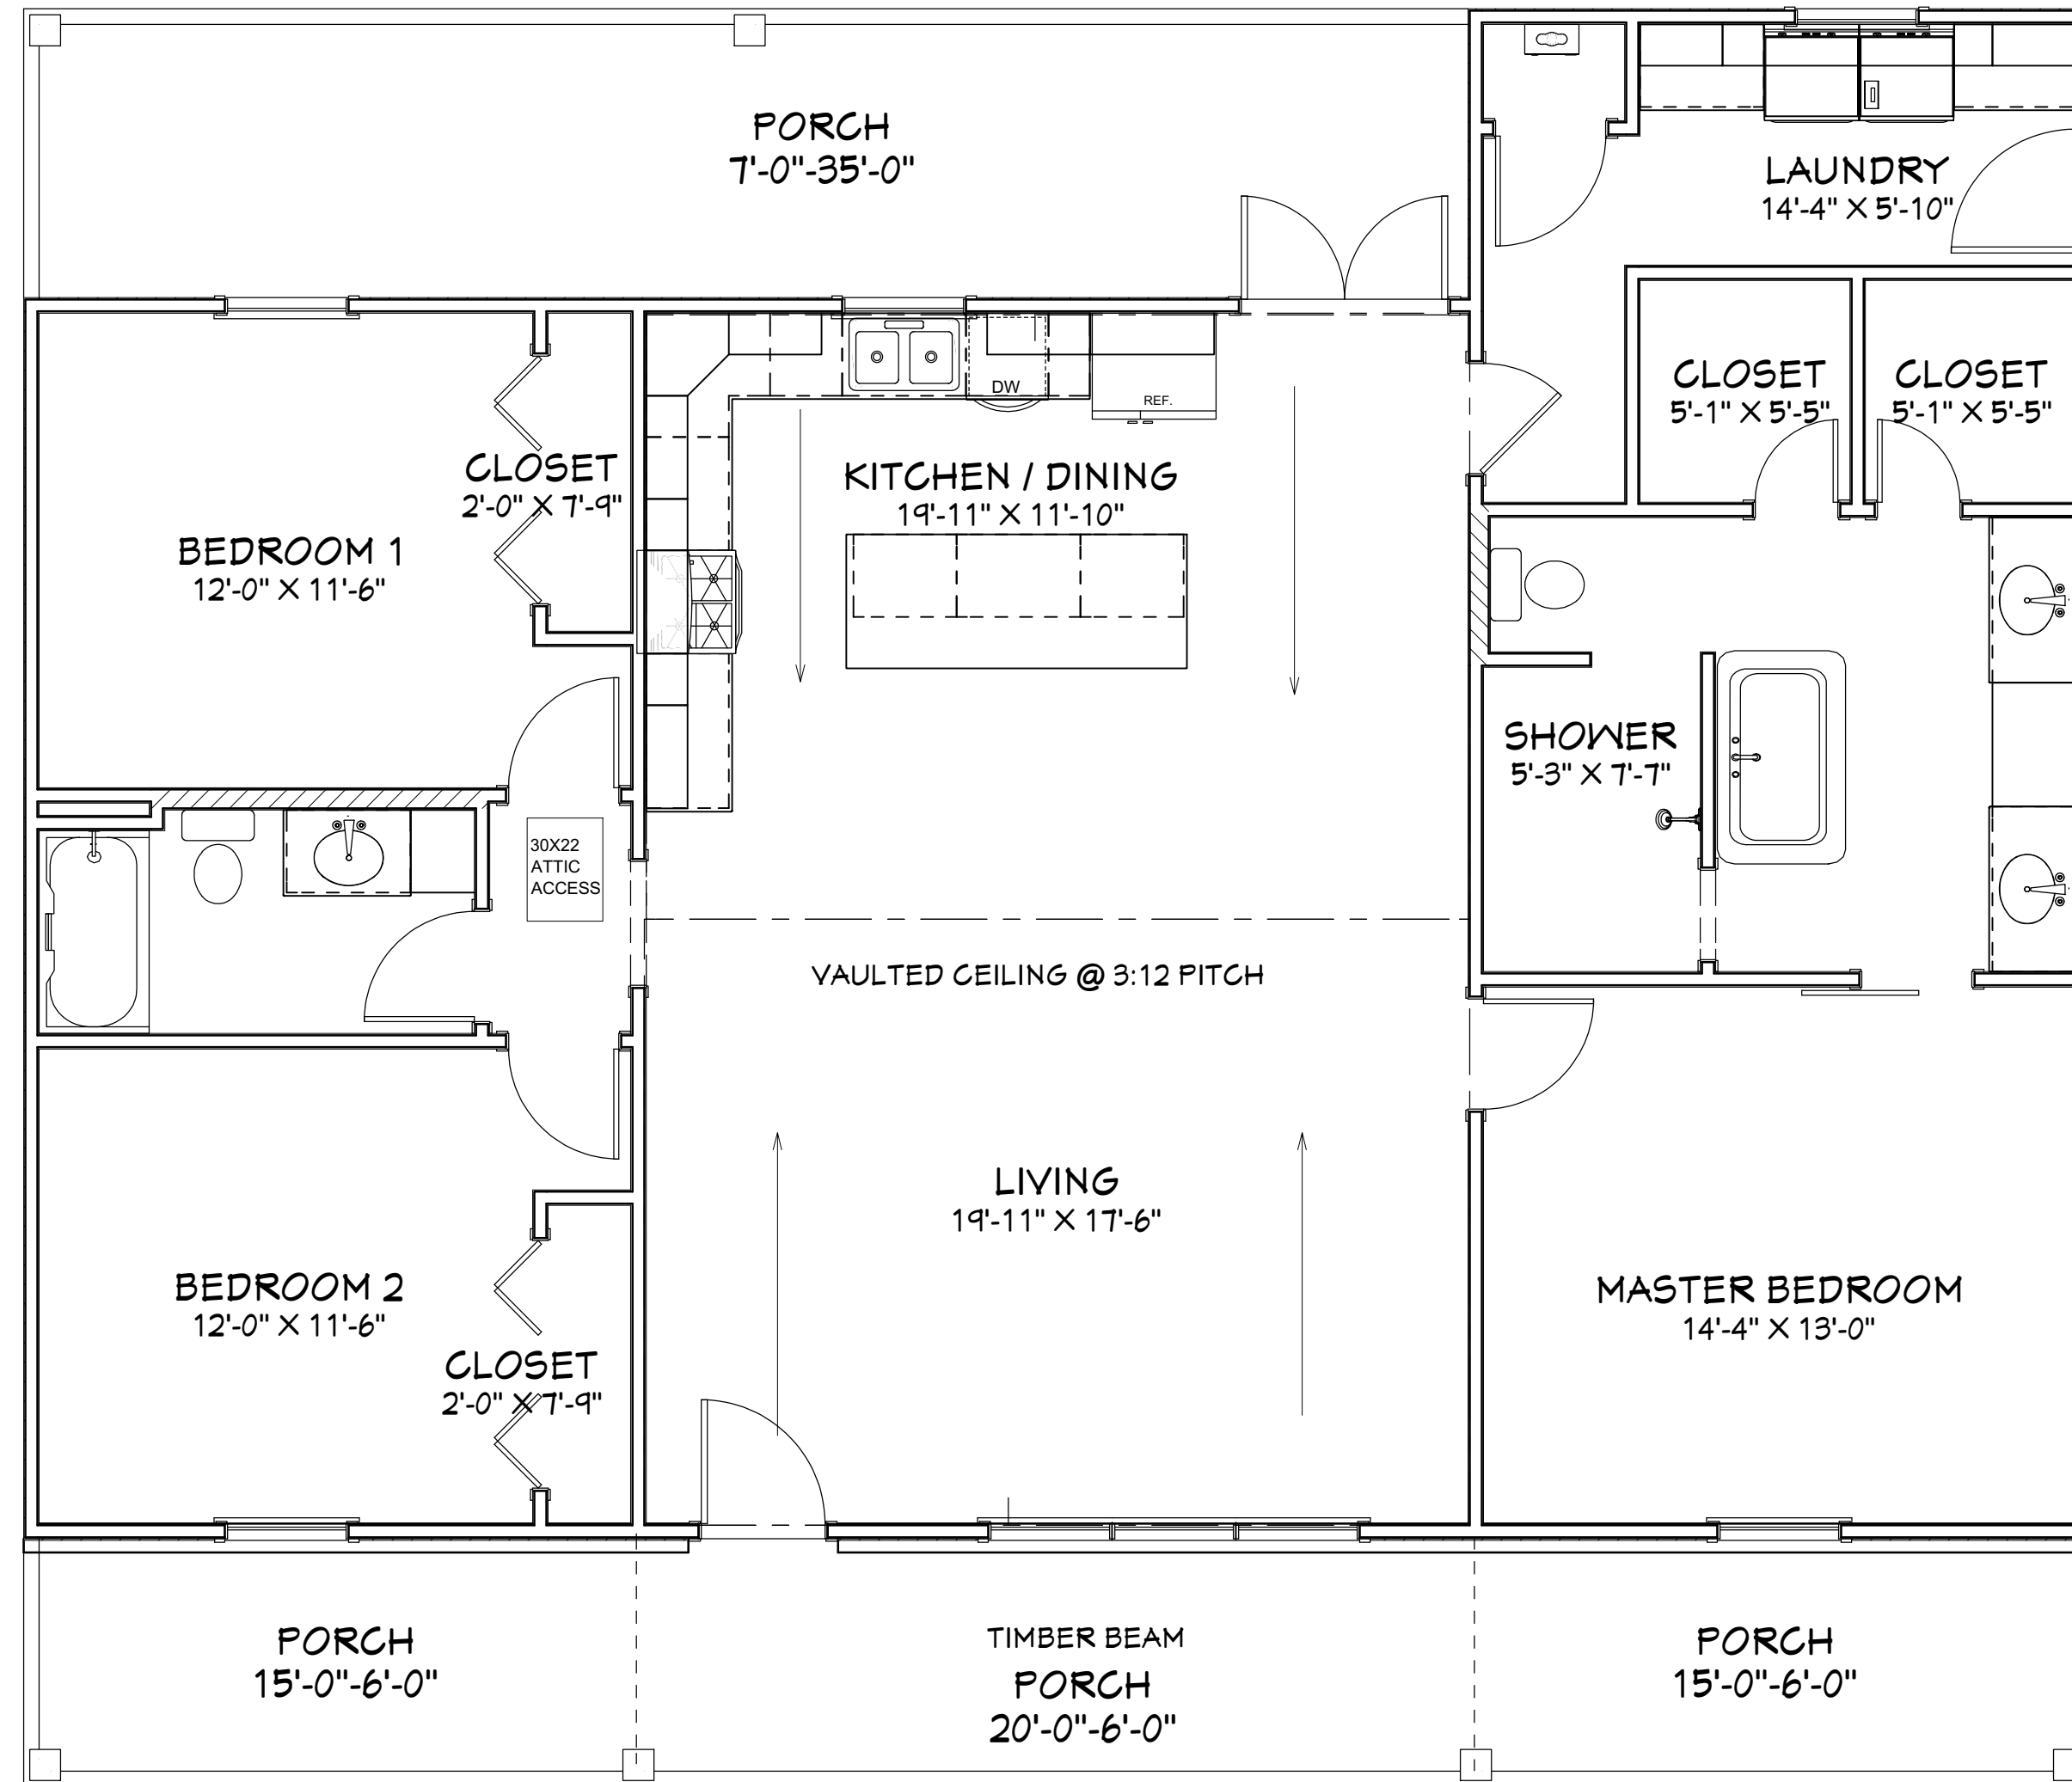 PORCH
7'-0"-35'-0"
LAUNDRY
14'-4" X 5'-10"
CLOSET
5'-1" X 5'-5"
CLOSET
5'-1" X 5'-5"
DW
REF.
CLOSET
2'-0" X 7'-9"
KITCHEN / DINING
19'-11" X 11'-10"
BEDROOM 1
12'-0" X 11'-6"
SHOWER
5'-3" X 7'-7"
30X22
ATTIC
ACCESS
VAULTED CEILING @ 3:12 PITCH
LIVING
19'-11" X 17'-6"
BEDROOM 2
12'-0" X 11'-6"
MASTER BEDROOM
14'-4" X 13'-0"
CLOSET
2'-0" X 7'-9"
PORCH
15'-0"-6'-0"
TIMBER BEAM
PORCH
20'-0"-6'-0"
PORCH
15'-0"-6'-0"